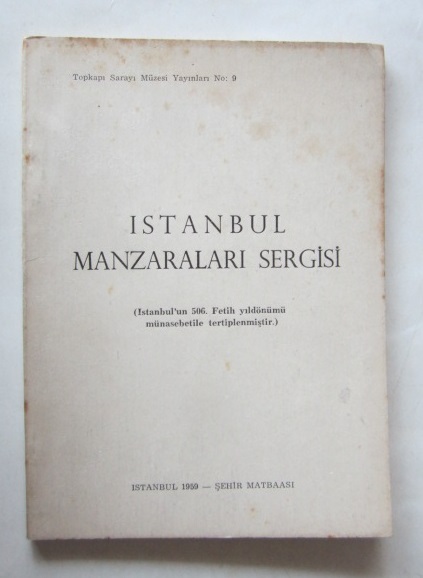 Topkapı Sarayı Müzesi Yayınları No: 9
ISTANBUL
MANZARALARI SERGİSİ
(İstanbul'un 506. Fetih yıldönümü
münasebetile tertiplenmiştir.)
ISTANBUL 1959 — ŞEHİR MATBAASI